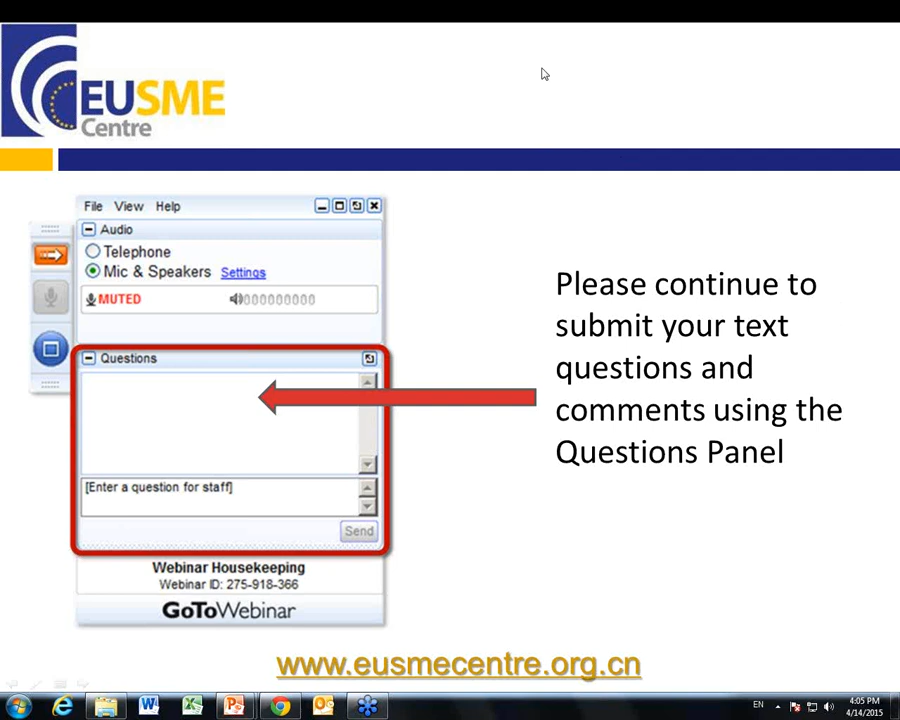 EUSME
Centre
File View Help
Audio
Telephone
Mic & Speakers Settings
MUTED
Questions
[Enter a question for staff]
Send
Webinar Housekeeping
Webinar ID: 275-918-366
GoToWebinar
Please continue to
submit your text
questions and
comments using the
Questions Panel
www.eusmecentre.org.cn
EN
4:05 PM
4/14/2015